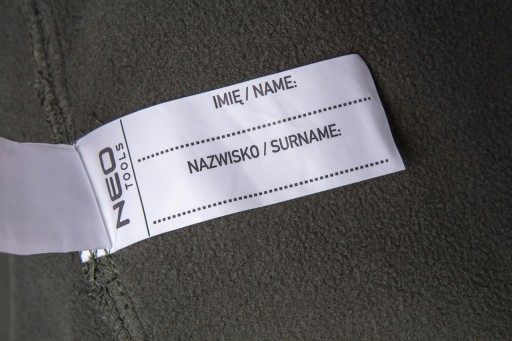 NEO
TOOLS
IMIĘ / NAME:
NAZWISKO / SURNAME: